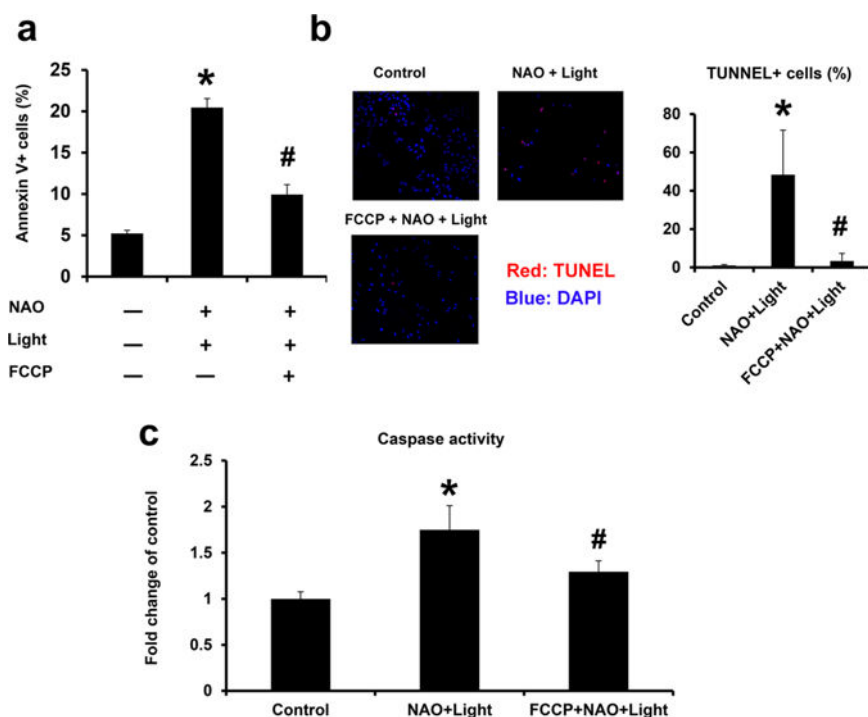 a
Annexin V+ cells (%)
25
20
15
10
5
0
*
#
NAO — + +
Light — + +
FCCP — — +
b
Control
NAO + Light
FCCP + NAO + Light
Red: TUNEL
Blue: DAPI
TUNNEL+ cells (%)
80
60
40
20
0
*
#
Control
NAO+Light
FCCP+NAO+Light
c
Caspase activity
Fold change of control
2.5
2
1.5
1
0.5
0
*
#
Control NAO+Light FCCP+NAO+Light